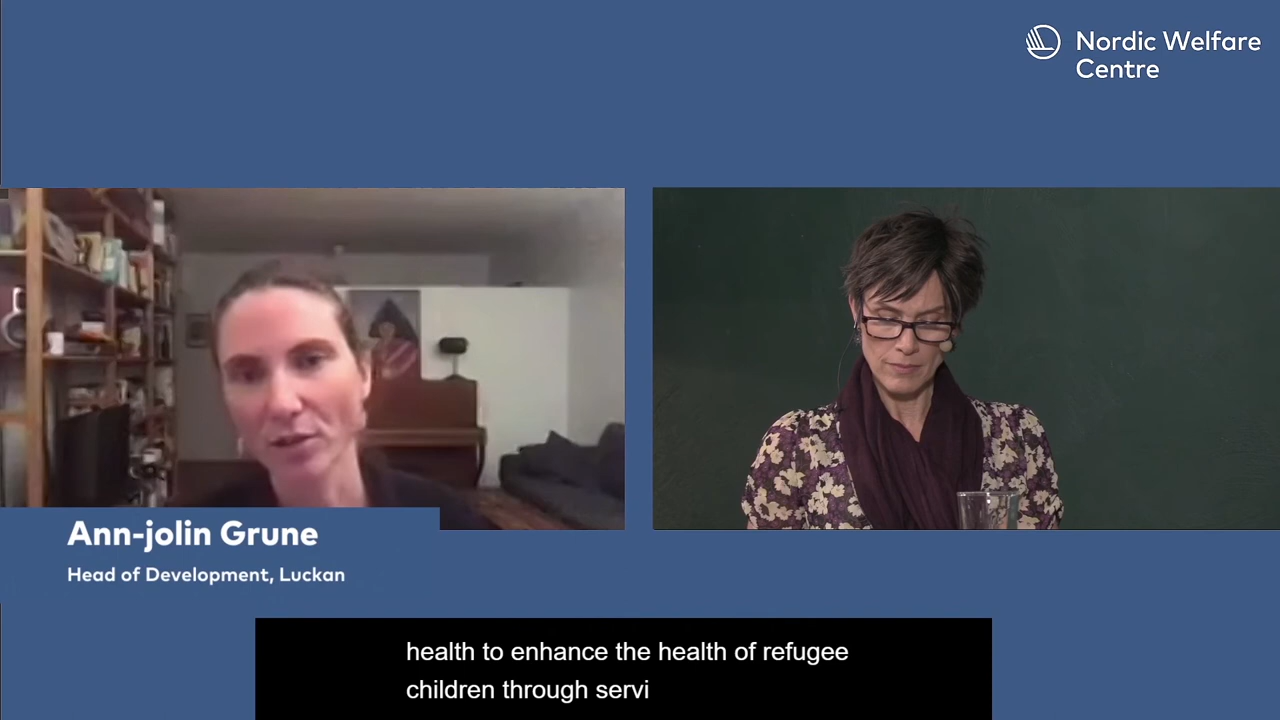 Nordic Welfare
Centre
Ann-jolin Grune
Head of Development, Luckan
health to enhance the health of refugee
children through servi